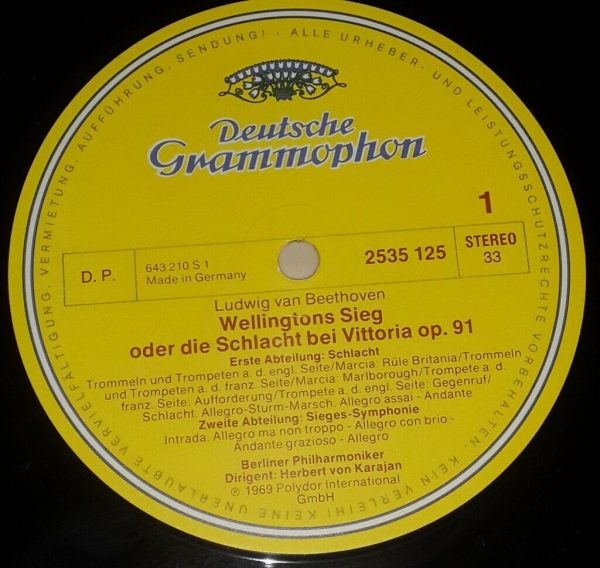 VERMIETUNG, AUFFÜHRUNG, SENDUNG! · ALLE URHEBER- UND LEISTUNGSSCHUTZRECHTE VORBEHALTEN. KEIN VERLEIH! KEINE UNERLAUBTE VERVIELFÄLTIGUNG,
Deutsche
Grammophon
1
D. P.
643 210 S 1
Made in Germany
2535 125
STEREO
33
Ludwig van Beethoven
Wellingtons Sieg
oder die Schlacht bei Vittoria op. 91
Erste Abteilung: Schlacht
Trommeln und Trompeten a. d. engl. Seite/Marcia: Rüle Britania/Trommeln
und Trompeten a. d. franz. Seite/Marcia: Marlborough/Trompete a. d.
franz. Seite: Aufforderung/Trompete a. d. engl. Seite: Gegenruf/
Schlacht. Allegro-Sturm-Marsch. Allegro assai - Andante
Zweite Abteilung: Sieges-Symphonie
Intrada. Allegro ma non troppo - Allegro con brio -
Andante grazioso - Allegro
Berliner Philharmoniker
Dirigent: Herbert von Karajan
℗ 1969 Polydor International
GmbH